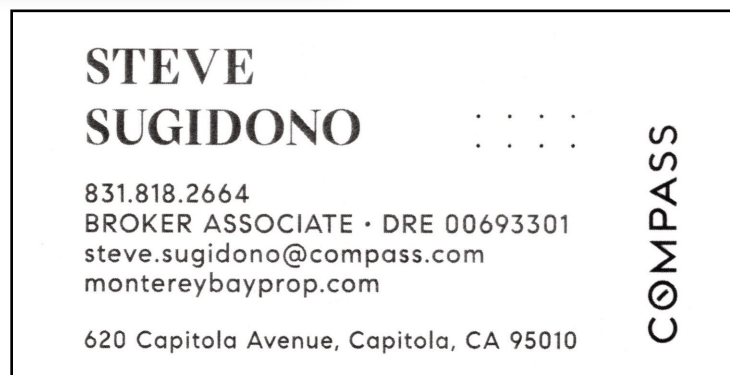 STEVE
SUGIDONO
831.818.2664
BROKER ASSOCIATE · DRE 00693301
steve.sugidono@compass.com
montereybayprop.com
620 Capitola Avenue, Capitola, CA 95010
COMPASS